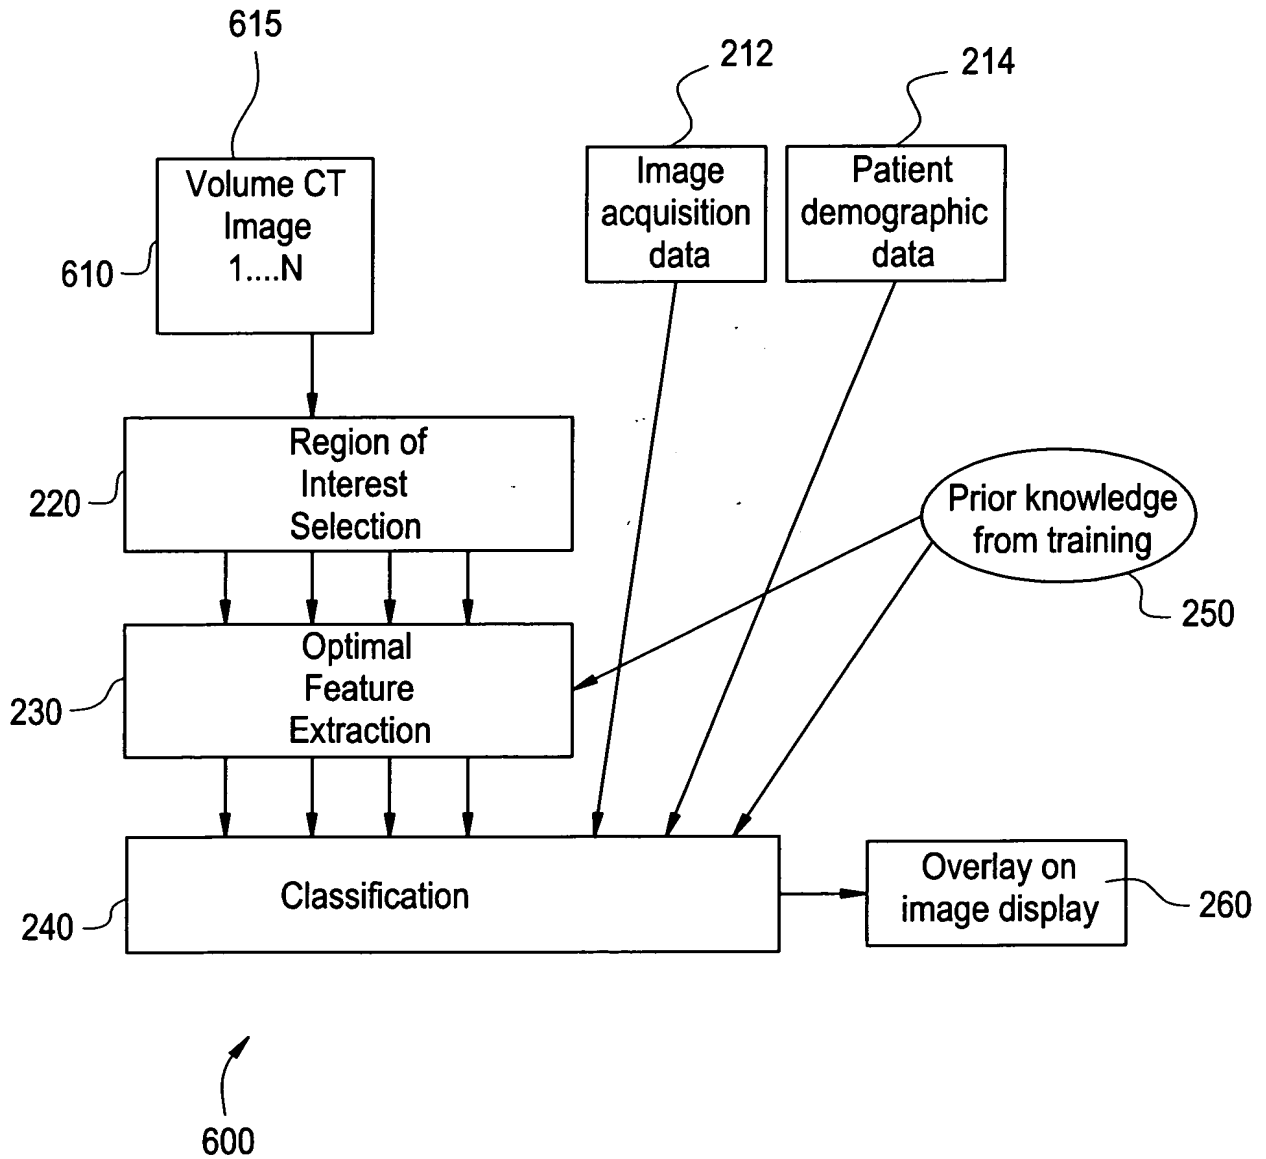 615
212
214
Volume CT
Image
1....N
610
Image
acquisition
data
Patient
demographic
data
Region of
Interest
Selection
220
Prior knowledge
from training
250
Optimal
Feature
Extraction
230
Classification
240
Overlay on
image display
260
600